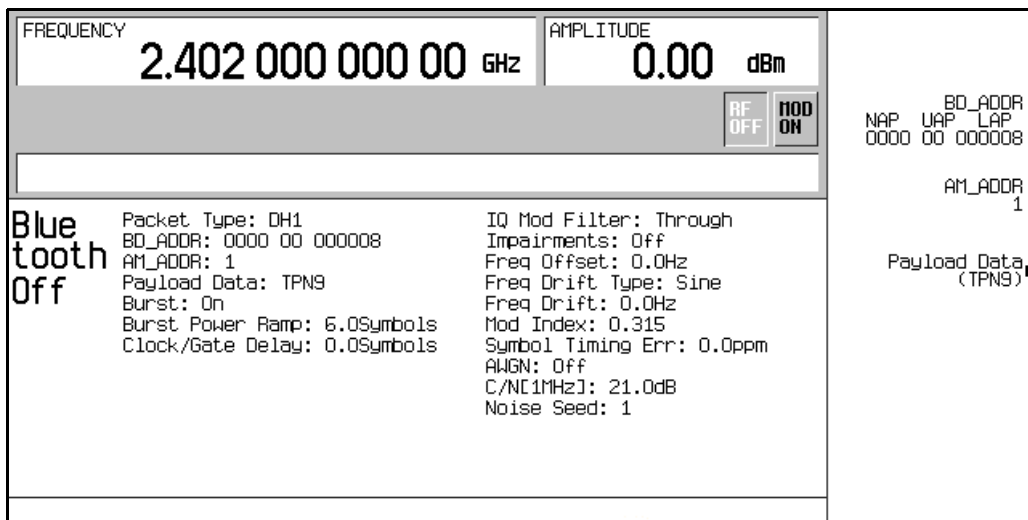 FREQUENCY
2.402 000 000 00 GHz
AMPLITUDE
0.00 dBm
RF
OFF
MOD
ON
Blue
tooth
Off
Packet Type: DH1
BD_ADDR: 0000 00 000008
AM_ADDR: 1
Payload Data: TPN9
Burst: On
Burst Power Ramp: 6.0Symbols
Clock/Gate Delay: 0.0Symbols
IQ Mod Filter: Through
Impairments: Off
Freq Offset: 0.0Hz
Freq Drift Type: Sine
Freq Drift: 0.0Hz
Mod Index: 0.315
Symbol Timing Err: 0.0ppm
AWGN: Off
C/N[1MHz]: 21.0dB
Noise Seed: 1
BD_ADDR
NAP UAP LAP
0000 00 000008
AM_ADDR
1
Payload Data
(TPN9)